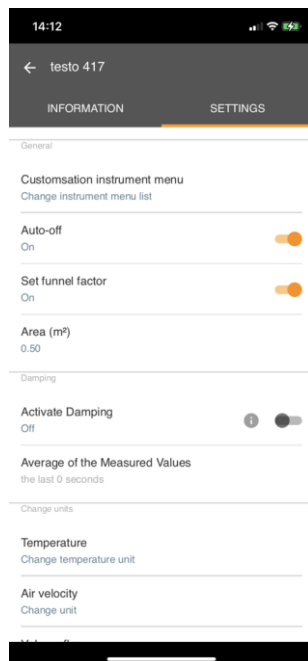 14:12
testo 417
INFORMATION SETTINGS
General
Customsation instrument menu
Change instrument menu list
Auto-off
On
Set funnel factor
On
Area (m²)
0.50
Damping
Activate Damping
Off
Average of the Measured Values
the last 0 seconds
Change units
Temperature
Change temperature unit
Air velocity
Change unit